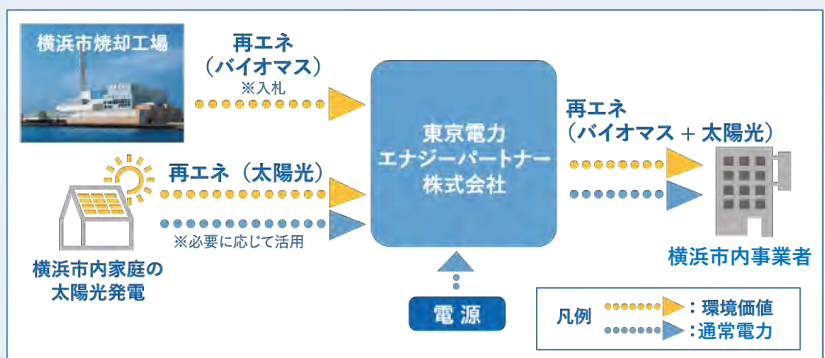 横浜市焼却工場
再エネ
（バイオマス）
※入札
再エネ（太陽光）
※必要に応じて活用
横浜市内家庭の
太陽光発電
東京電力
エナジーパートナー
株式会社
電源
再エネ
（バイオマス + 太陽光）
横浜市内事業者
凡例
：環境価値
：通常電力